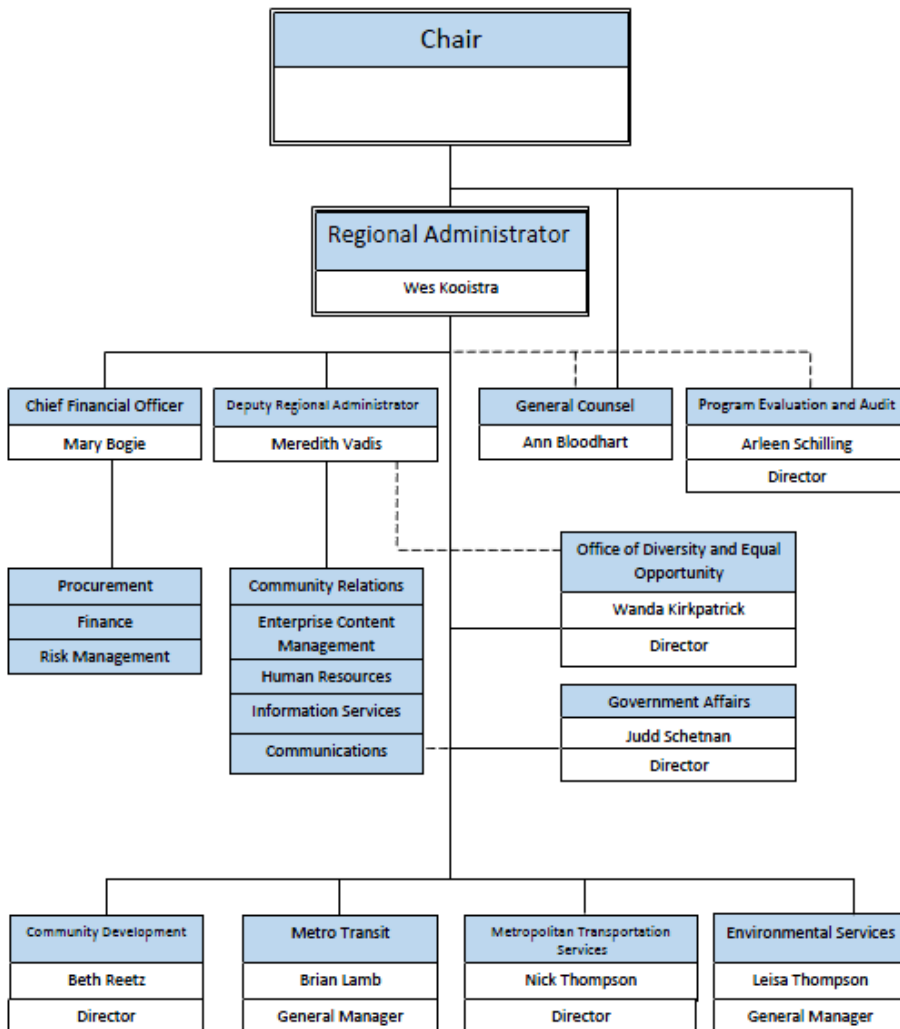 Chair
Regional Administrator
Wes Kooistra
Chief Financial Officer
Mary Bogie
Deputy Regional Administrator
Meredith Vadis
General Counsel
Ann Bloodhart
Program Evaluation and Audit
Arleen Schilling
Director
Procurement
Finance
Risk Management
Community Relations
Enterprise Content
Management
Human Resources
Information Services
Communications
Office of Diversity and Equal
Opportunity
Wanda Kirkpatrick
Director
Government Affairs
Judd Schetnan
Director
Community Development
Beth Reetz
Director
Metro Transit
Brian Lamb
General Manager
Metropolitan Transportation
Services
Nick Thompson
Director
Environmental Services
Leisa Thompson
General Manager